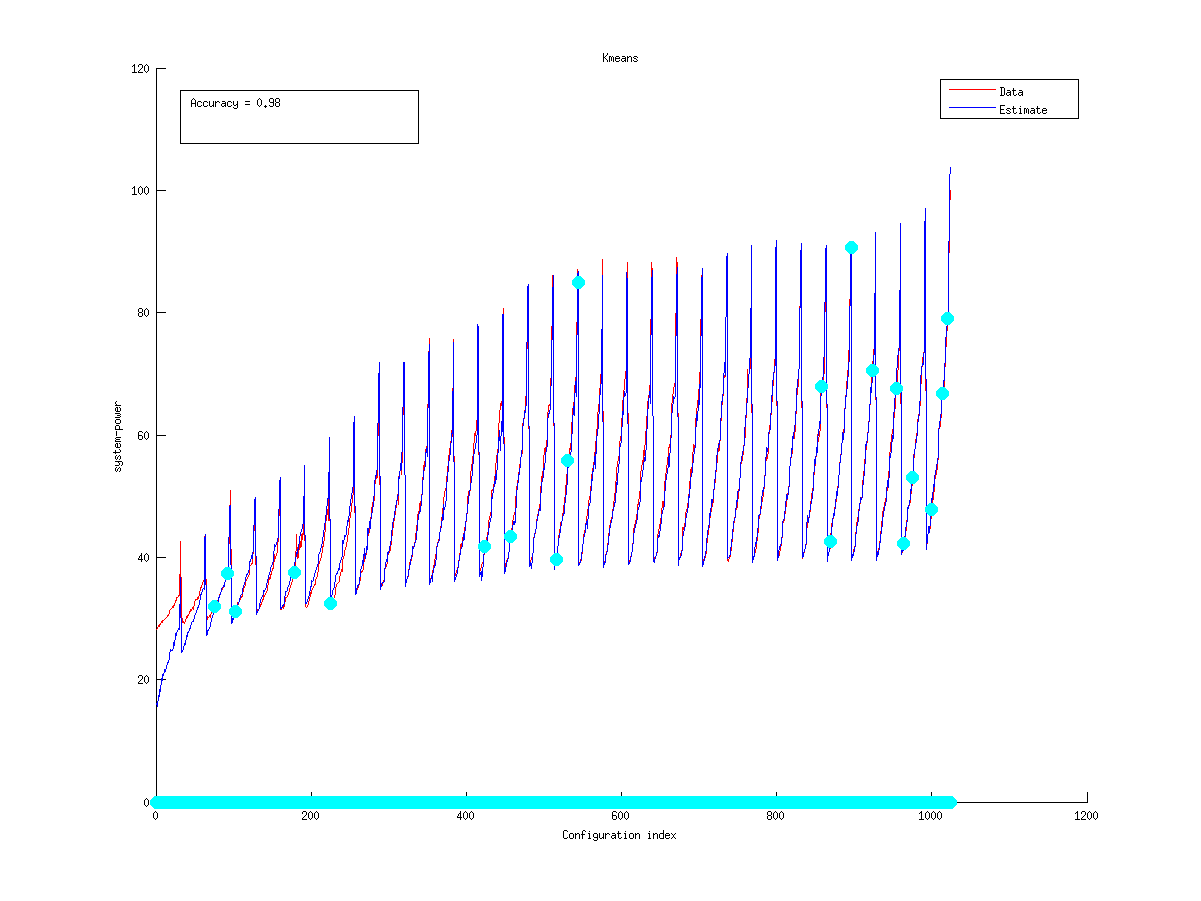 Kmeans
Accuracy = 0.98
Data
Estimate
system-power
120
100
80
60
40
20
0
0 200 400 600 800 1000 1200
Configuration index